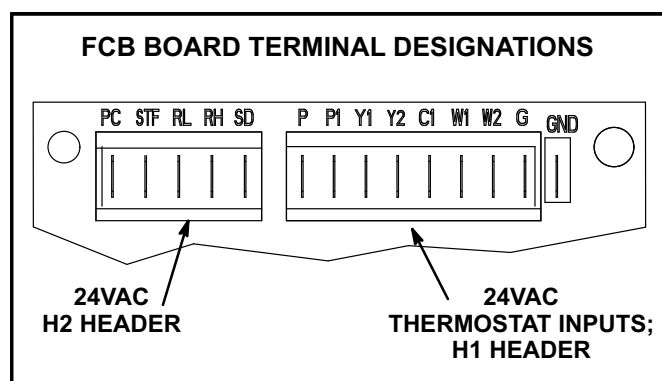 FCB BOARD TERMINAL DESIGNATIONS
PC STF RL RH SD P P1 Y1 Y2 C1 W1 W2 G GND
24VAC
H2 HEADER
24VAC
THERMOSTAT INPUTS;
H1 HEADER